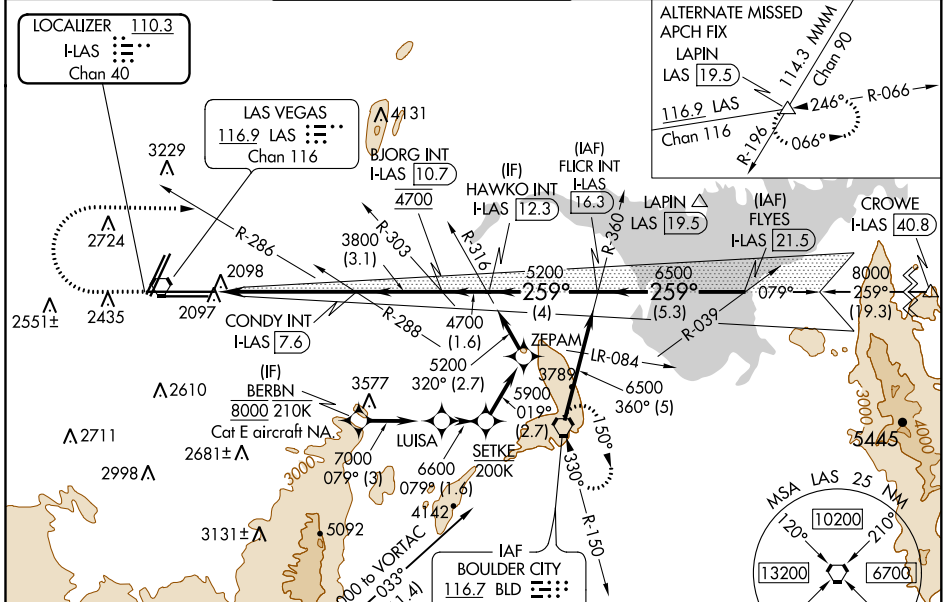 LOCALIZER 110.3
I-LAS
Chan 40
LAS VEGAS
116.9 LAS
Chan 116
4131
3229
2724
2551±
2435
2098
2097
BJORG INT
I-LAS 10.7
4700
(IF)
HAWKO INT
I-LAS 12.3
(IAF)
FLICR INT
I-LAS
16.3
LAPIN
LAS 19.5
(IAF)
FLYES
I-LAS 21.5
CROWE
I-LAS 40.8
ALTERNATE MISSED
APCH FIX
LAPIN
LAS 19.5
114.3 MMM
Chan 90
116.9 LAS
Chan 116
R-196
246°
R-066
066°
R-286
R-303
R-316
R-360
R-288
R-039
3800
(3.1)
4700
(1.6)
5200
259°
(4)
6500
259°
(5.3)
079°
8000
259°
(19.3)
CONDY INT
I-LAS 7.6
5200
320° (2.7)
ZEPAM
LR-084
3789
5900
019°
(2.7)
6500
360° (5)
(IF)
BERBN
8000 210K
Cat E aircraft NA
3577
LUISA
SETKE
200K
7000
079° (3)
6600
079° (1.6)
2610
2711
2681±
2998
3131±
3000
5092
4142
150°
330°
R-150
3000
4000
5445
000 to VORTAC
033°
1.4)
IAF
BOULDER CITY
116.7 BLD
MSA LAS 25 NM
120°
210°
10200
13200
6700